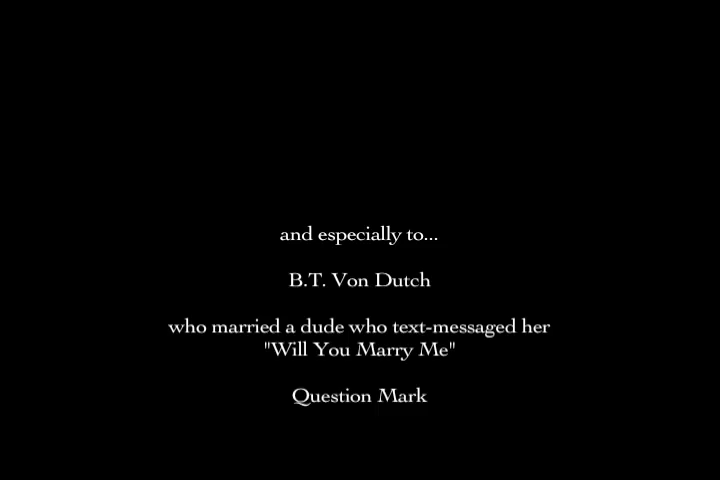 and especially to...
B.T. Von Dutch
who married a dude who text-messaged her
"Will You Marry Me"
Question Mark